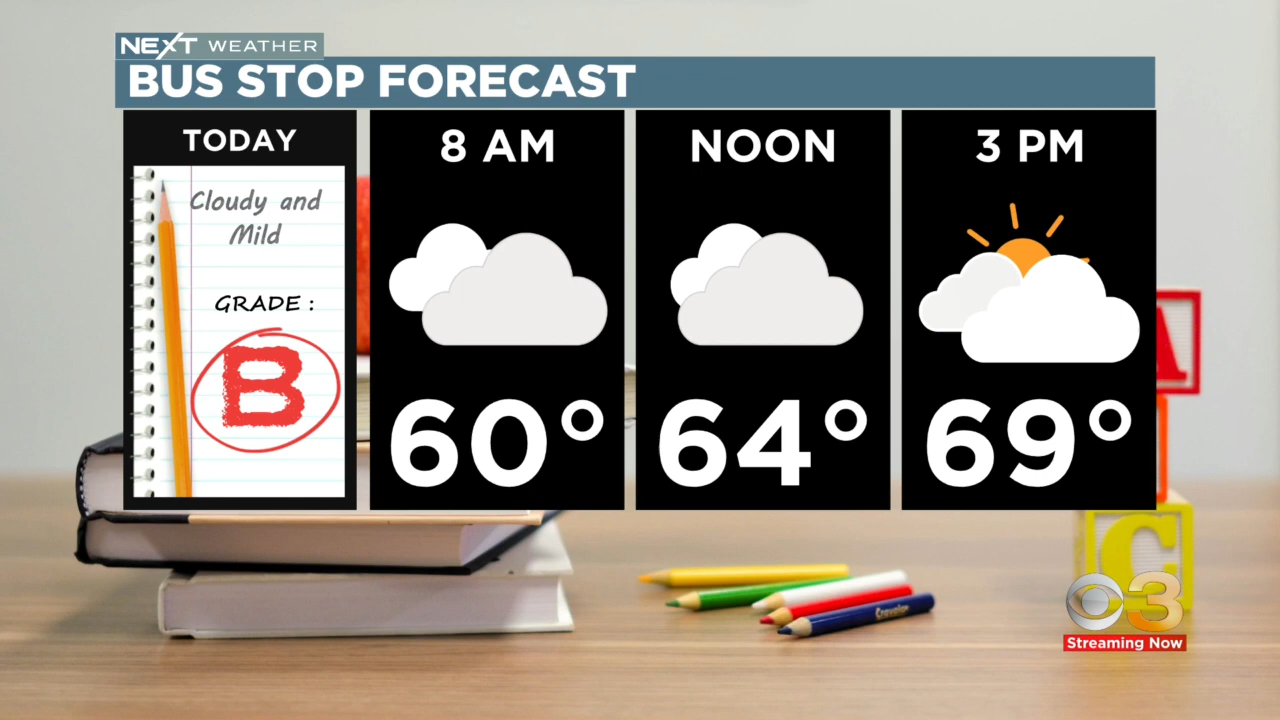 NEXT WEATHER
BUS STOP FORECAST
TODAY
Cloudy and
Mild
GRADE :
B
8 AM
60°
NOON
64°
3 PM
69°
A
C
Crayola
3
Streaming Now